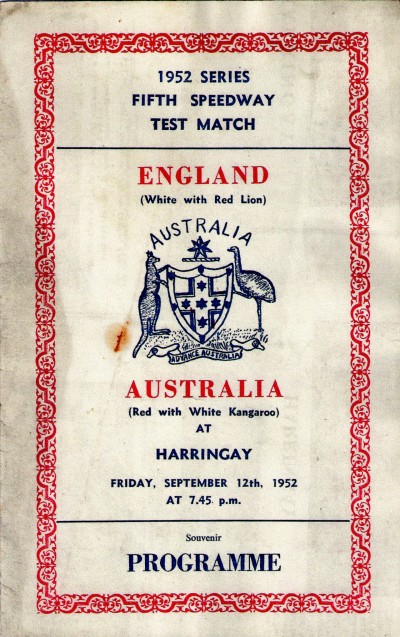 1952 SERIES
FIFTH SPEEDWAY
TEST MATCH
ENGLAND
(White with Red Lion)
AUSTRALIA
ADVANCE AUSTRALIA
AUSTRALIA
(Red with White Kangaroo)
AT
HARRINGAY
FRIDAY, SEPTEMBER 12th, 1952
AT 7.45 p.m.
Souvenir
PROGRAMME